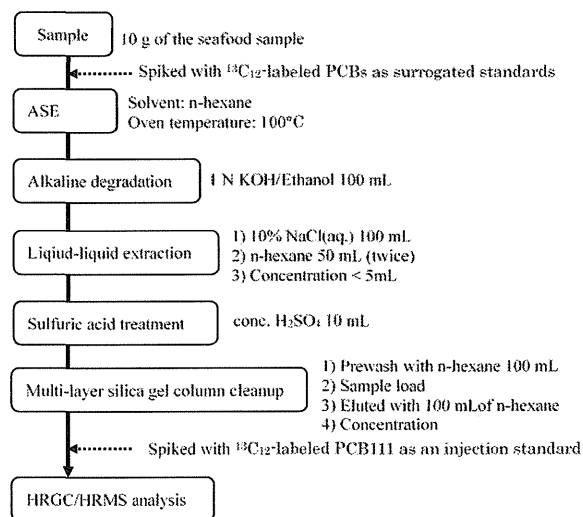 Sample
10 g of the seafood sample
Spiked with ¹³C₁₂-labeled PCBs as surrogated standards
ASE
Solvent: n-hexane
Oven temperature: 100°C
Alkaline degradation
1 N KOH/Ethanol 100 mL
Liqiud-liquid extraction
1) 10% NaCl(aq.) 100 mL
2) n-hexane 50 mL (twice)
3) Concentration < 5mL
Sulfuric acid treatment
conc. H₂SO₄ 10 mL
Multi-layer silica gel column cleanup
1) Prewash with n-hexane 100 mL
2) Sample load
3) Eluted with 100 mLof n-hexane
4) Concentration
Spiked with ¹³C₁₂-labeled PCB111 as an injection standard
HRGC/HRMS analysis